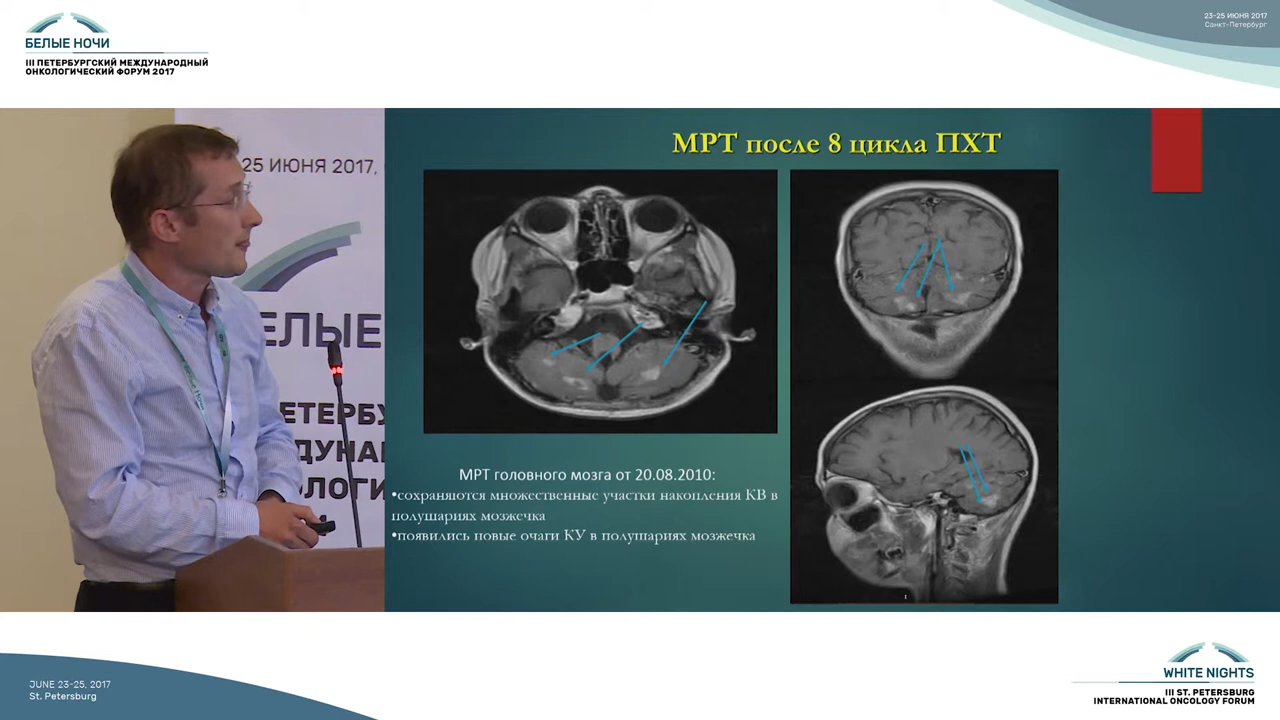 БЕЛЫЕ НОЧИ
III ПЕТЕРБУРГСКИЙ МЕЖДУНАРОДНЫЙ
ОНКОЛОГИЧЕСКИЙ ФОРУМ 2017
23-25 ИЮНЯ 2017
Санкт-Петербург
25 ИЮНЯ 2017,
ЕЛЫЕ
ЕТЕРБУ
ДУНА
ЛОГИ
МРТ после 8 цикла ПХТ
МРТ головного мозга от 20.08.2010:
•сохраняются множественные участки накопления КВ в
полушариях мозжечка
•появились новые очаги КУ в полушариях мозжечка
JUNE 23-25, 2017
St. Petersburg
WHITE NIGHTS
III ST. PETERSBURG
INTERNATIONAL ONCOLOGY FORUM